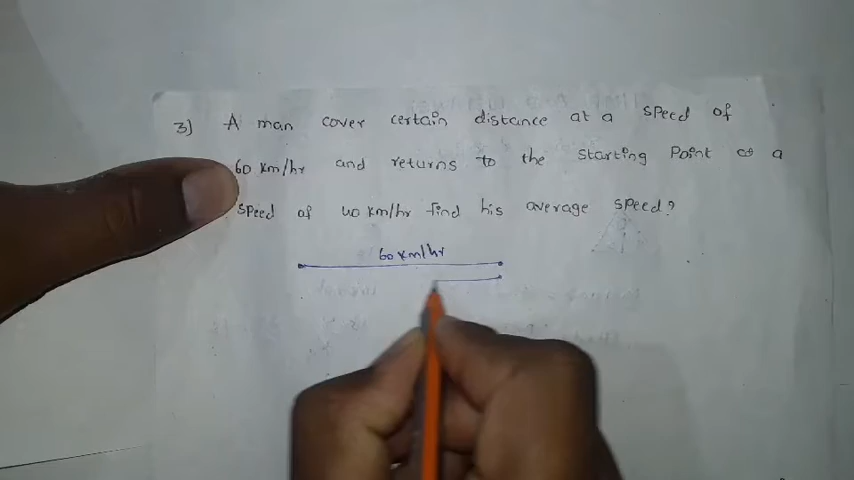 3] A man cover certain distance at a speed of
60 km/hr and returns to the starting Point at a
speed of 40 km/hr find his average speed?
60 km/hr